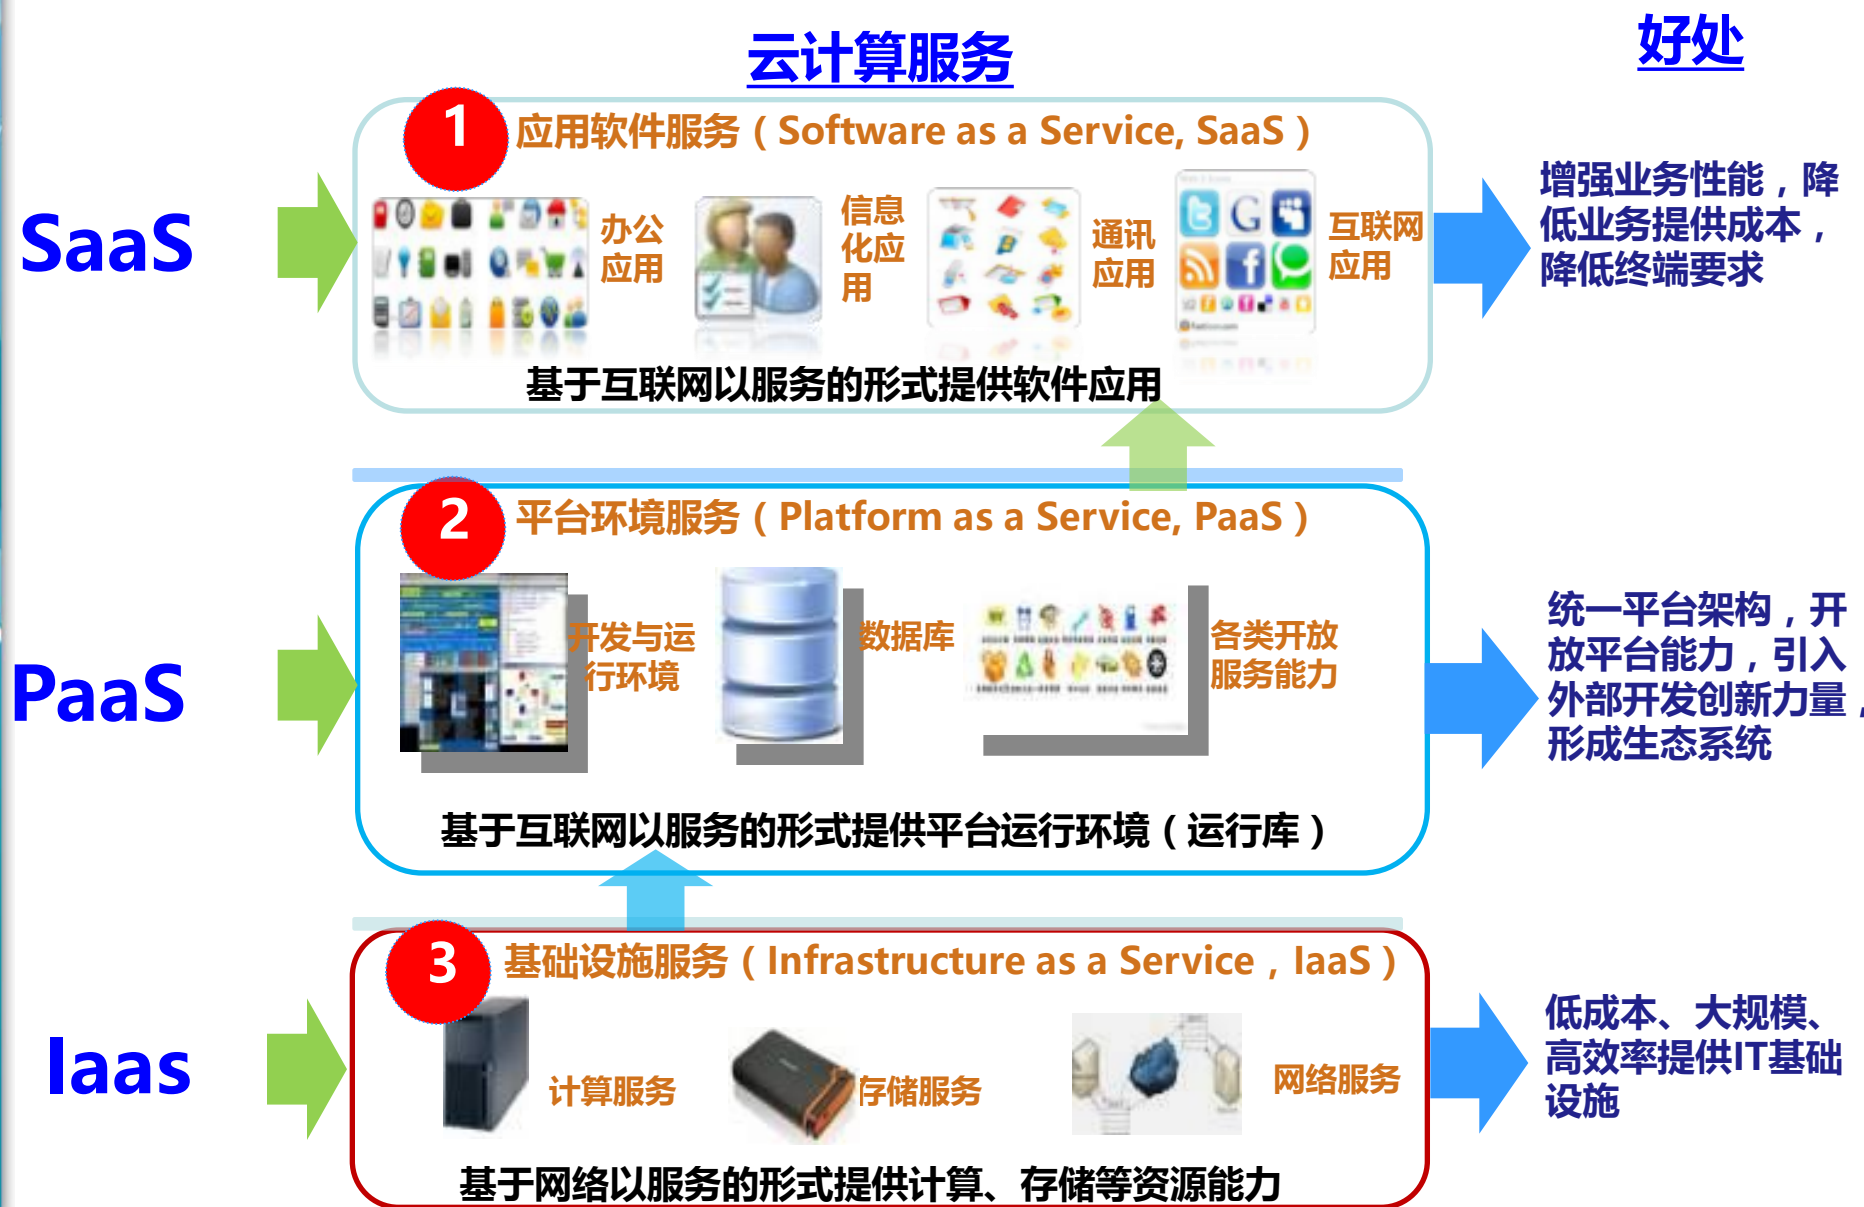 云计算服务
好处
SaaS
1
应用软件服务（Software as a Service, SaaS）
办公
应用
信息
化应
用
通讯
应用
互联网
应用
基于互联网以服务的形式提供软件应用
增强业务性能，降
低业务提供成本，
降低终端要求
PaaS
2
平台环境服务（Platform as a Service, PaaS）
开发与运
行环境
数据库
各类开放
服务能力
基于互联网以服务的形式提供平台运行环境（运行库）
统一平台架构，开
放平台能力，引入
外部开发创新力量，
形成生态系统
Iaas
3
基础设施服务（Infrastructure as a Service，IaaS）
计算服务
存储服务
网络服务
基于网络以服务的形式提供计算、存储等资源能力
低成本、大规模、
高效率提供IT基础
设施